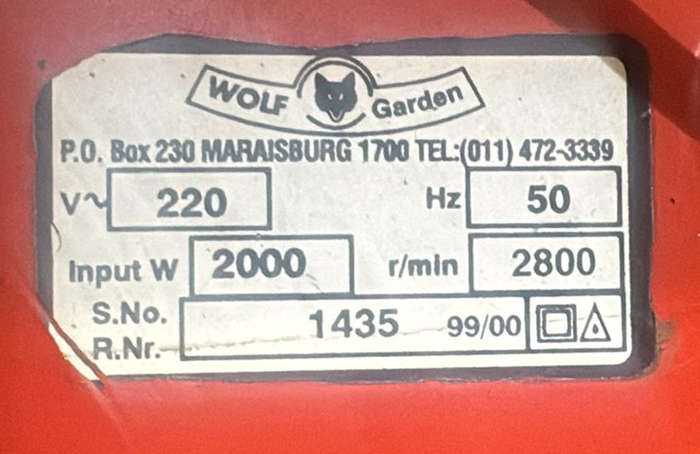 WOLF Garden
P.O. Box 230 MARAISBURG 1700 TEL:(011) 472-3339
V~ 220 Hz 50
Input W 2000 r/min 2800
S.No. 1435 99/00
R.Nr.